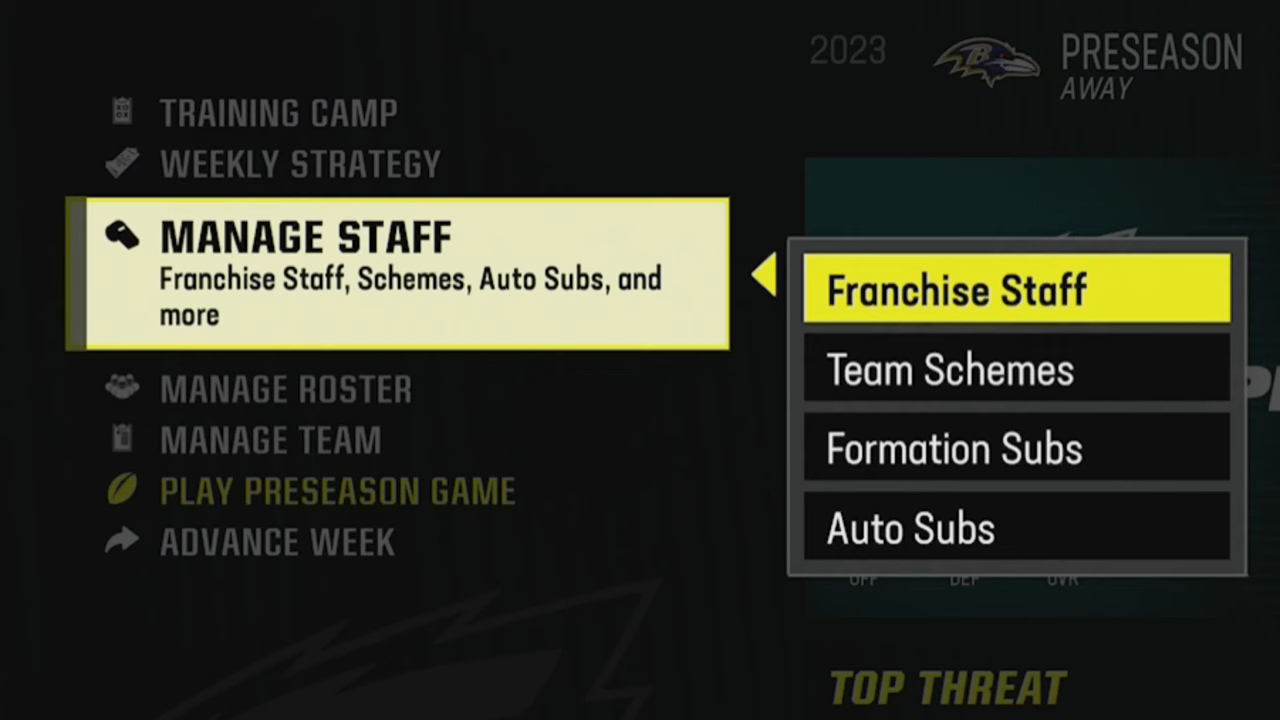 2023
PRESEASON
AWAY
TRAINING CAMP
WEEKLY STRATEGY
MANAGE STAFF
Franchise Staff, Schemes, Auto Subs, and
more
MANAGE ROSTER
MANAGE TEAM
PLAY PRESEASON GAME
ADVANCE WEEK
Franchise Staff
Team Schemes
Formation Subs
Auto Subs
OFF DEF OVR
TOP THREAT